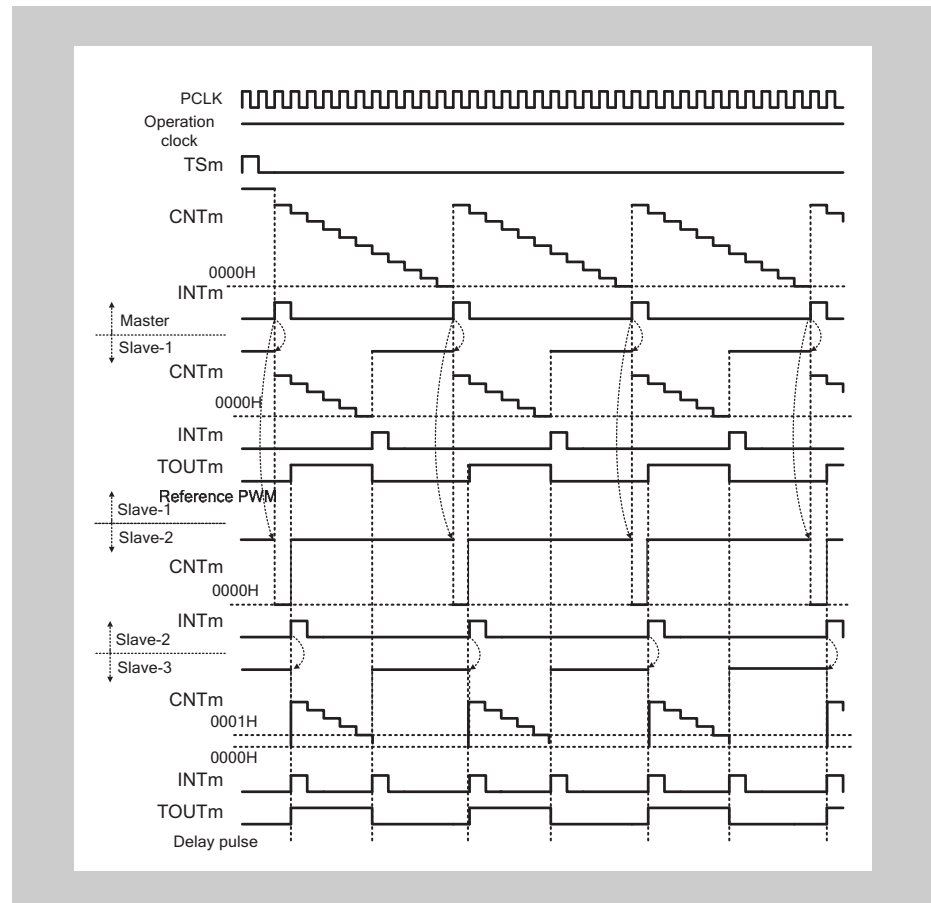 PCLK
Operation
clock
TSm
CNTm
0000H
INTm
Master
Slave-1
CNTm
0000H
INTm
TOUTm
Reference PWM
Slave-1
Slave-2
CNTm
0000H
INTm
Slave-2
Slave-3
CNTm
0001H
0000H
INTm
TOUTm
Delay pulse